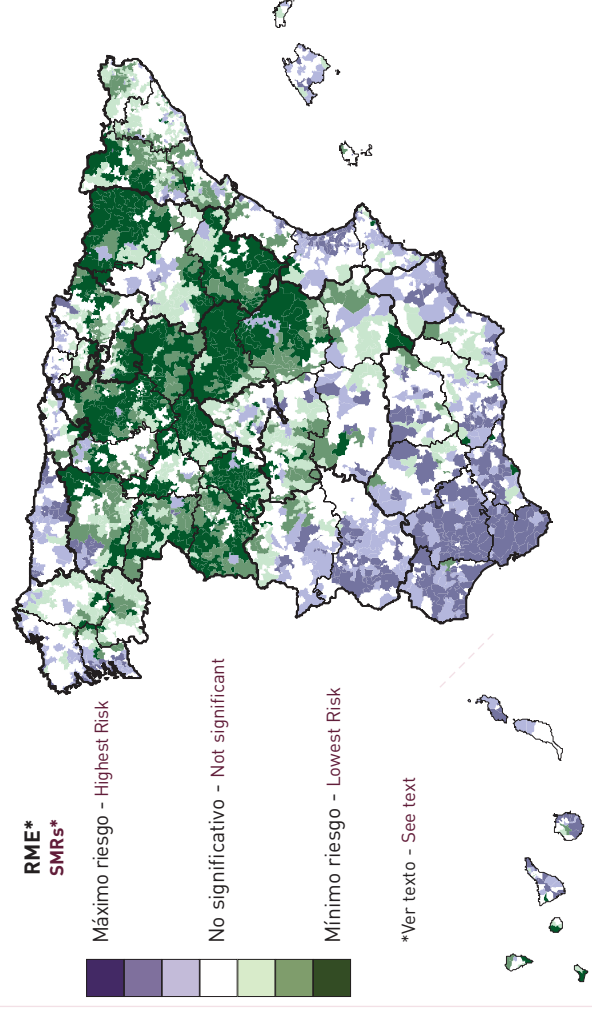 RME*
SMRs*
Máximo riesgo - Highest Risk
No significativo - Not significant
Mínimo riesgo - Lowest Risk
*Ver texto - See text